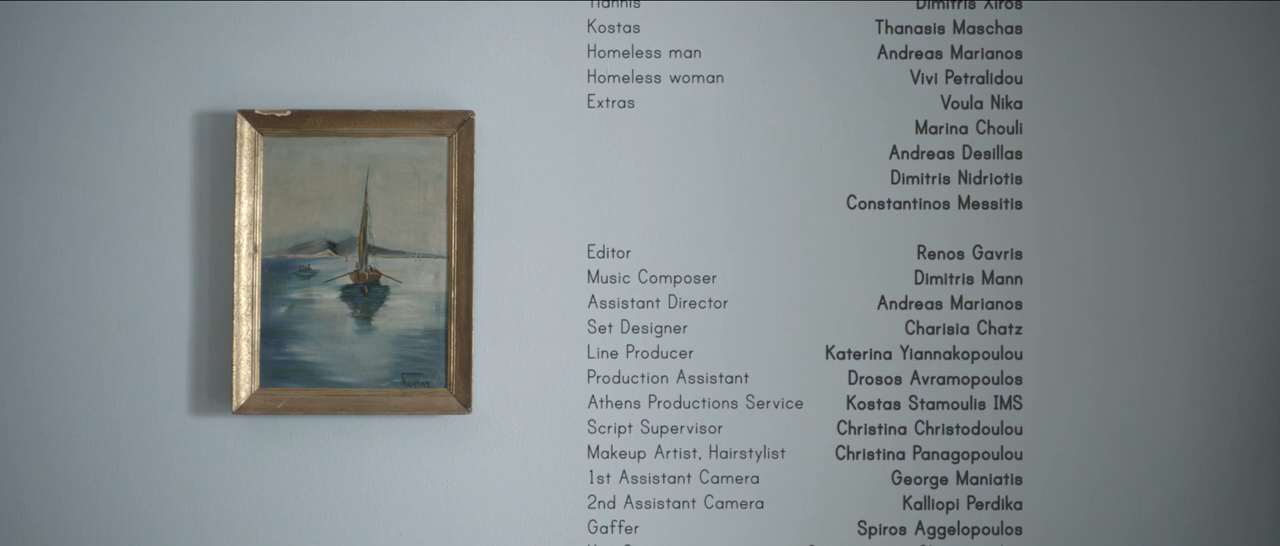 Kostas Thanasis Maschas
Homeless man Andreas Marianos
Homeless woman Vivi Petralidou
Extras Voula Nika
Marina Chouli
Andreas Desillas
Dimitris Nidriotis
Constantinos Messitis
Editor Renos Gavris
Music Composer Dimitris Mann
Assistant Director Andreas Marianos
Set Designer Charisia Chatz
Line Producer Katerina Yiannakopoulou
Production Assistant Drosos Avramopoulos
Athens Productions Service Kostas Stamoulis IMS
Script Supervisor Christina Christodoulou
Makeup Artist, Hairstylist Christina Panagopoulou
1st Assistant Camera George Maniatis
2nd Assistant Camera Kalliopi Perdika
Gaffer Spiros Aggelopoulos